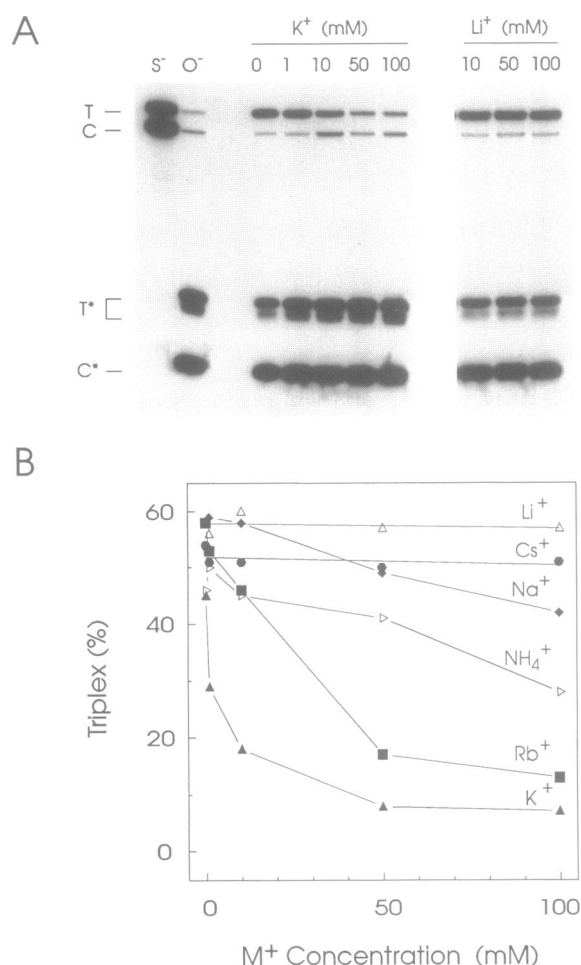 A
K⁺ (mM)
Li⁺ (mM)
S⁻ O⁻ 0 1 10 50 100 10 50 100
T
C
T*
C*
B
60
40
20
0
Triplex (%)
Li⁺
Cs⁺
Na⁺
NH₄⁺
Rb⁺
K⁺
0 50 100
M⁺ Concentration (mM)